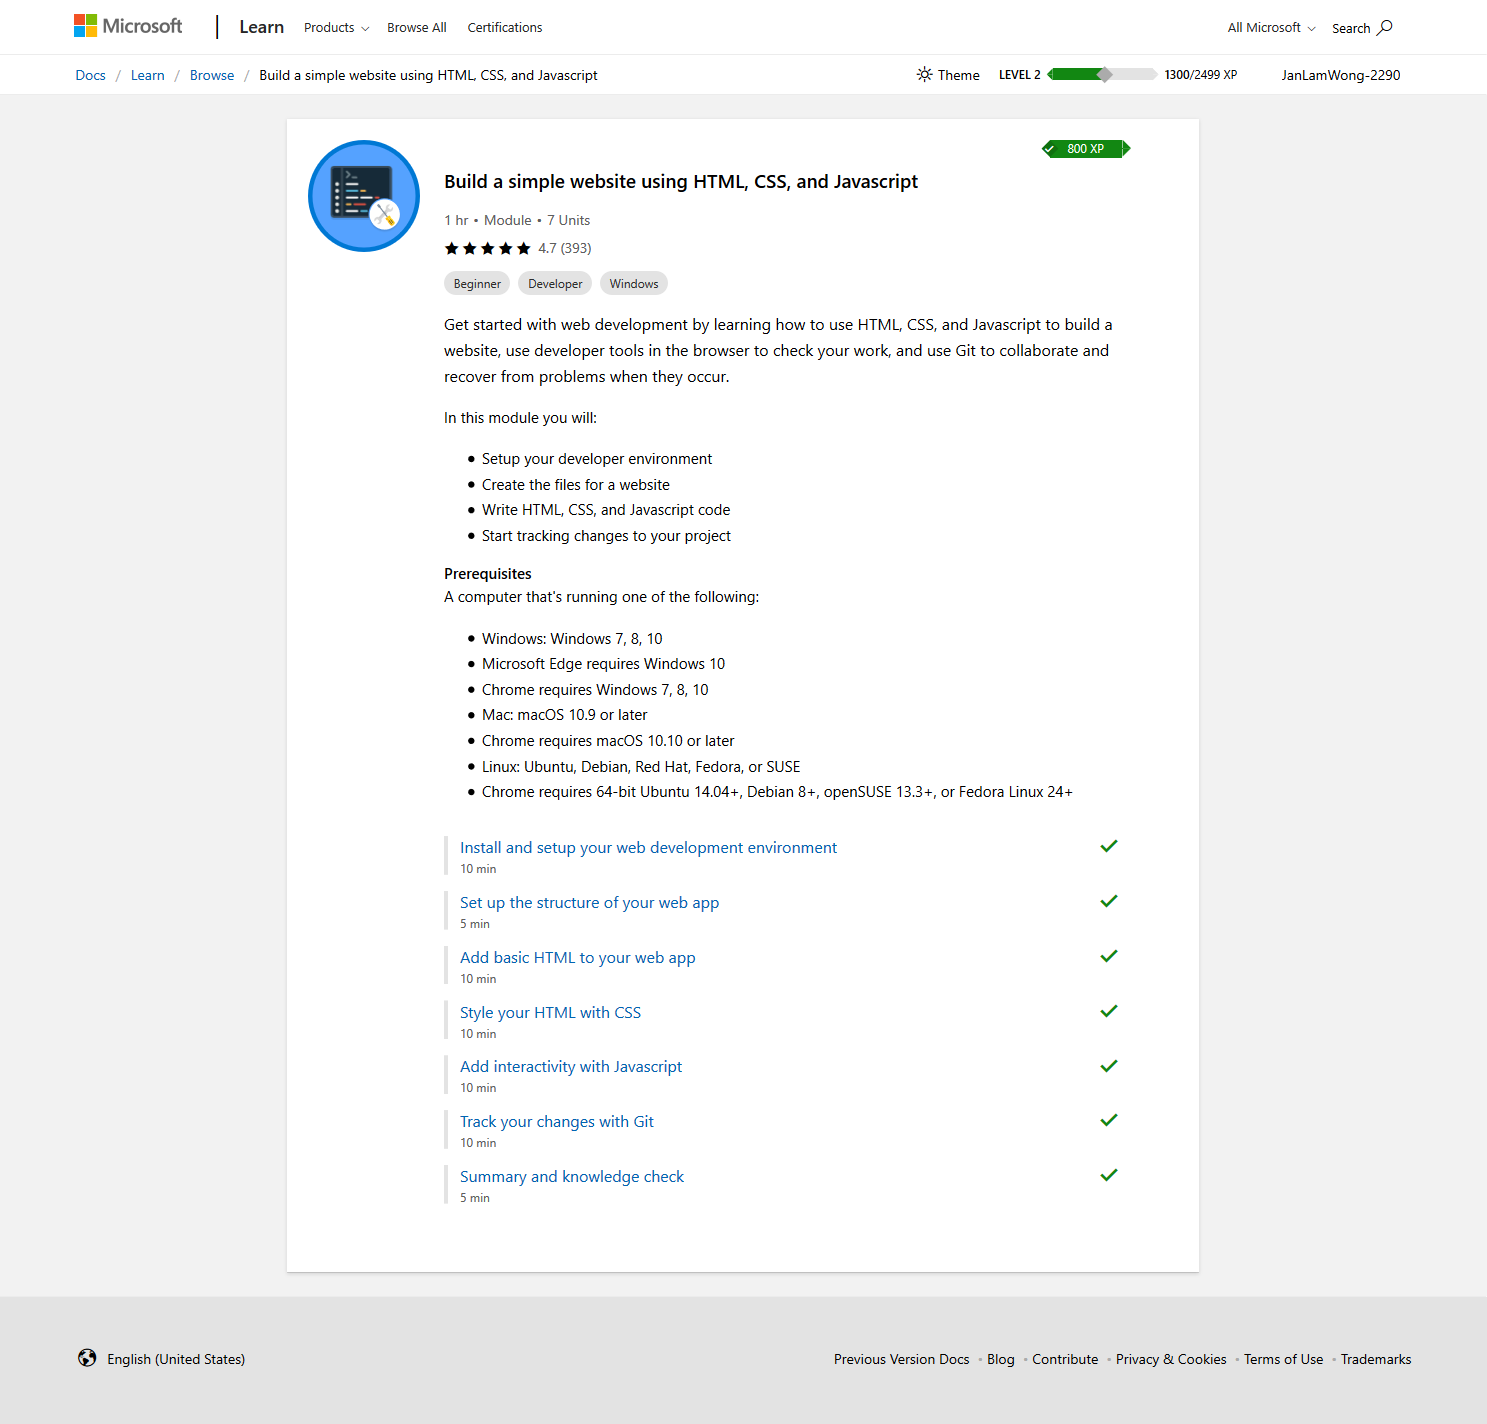 Microsoft | Learn Products Browse All Certifications All Microsoft Search
Docs / Learn / Browse / Build a simple website using HTML, CSS, and Javascript Theme LEVEL 2 1300/2499 XP JanLamWong-2290
800 XP
Build a simple website using HTML, CSS, and Javascript
1 hr • Module • 7 Units
4.7 (393)
Beginner Developer Windows
Get started with web development by learning how to use HTML, CSS, and Javascript to build a
website, use developer tools in the browser to check your work, and use Git to collaborate and
recover from problems when they occur.
In this module you will:
• Setup your developer environment
• Create the files for a website
• Write HTML, CSS, and Javascript code
• Start tracking changes to your project
Prerequisites
A computer that's running one of the following:
• Windows: Windows 7, 8, 10
• Microsoft Edge requires Windows 10
• Chrome requires Windows 7, 8, 10
• Mac: macOS 10.9 or later
• Chrome requires macOS 10.10 or later
• Linux: Ubuntu, Debian, Red Hat, Fedora, or SUSE
• Chrome requires 64-bit Ubuntu 14.04+, Debian 8+, openSUSE 13.3+, or Fedora Linux 24+
Install and setup your web development environment
10 min
Set up the structure of your web app
5 min
Add basic HTML to your web app
10 min
Style your HTML with CSS
10 min
Add interactivity with Javascript
10 min
Track your changes with Git
10 min
Summary and knowledge check
5 min
English (United States) Previous Version Docs • Blog • Contribute • Privacy & Cookies • Terms of Use • Trademarks